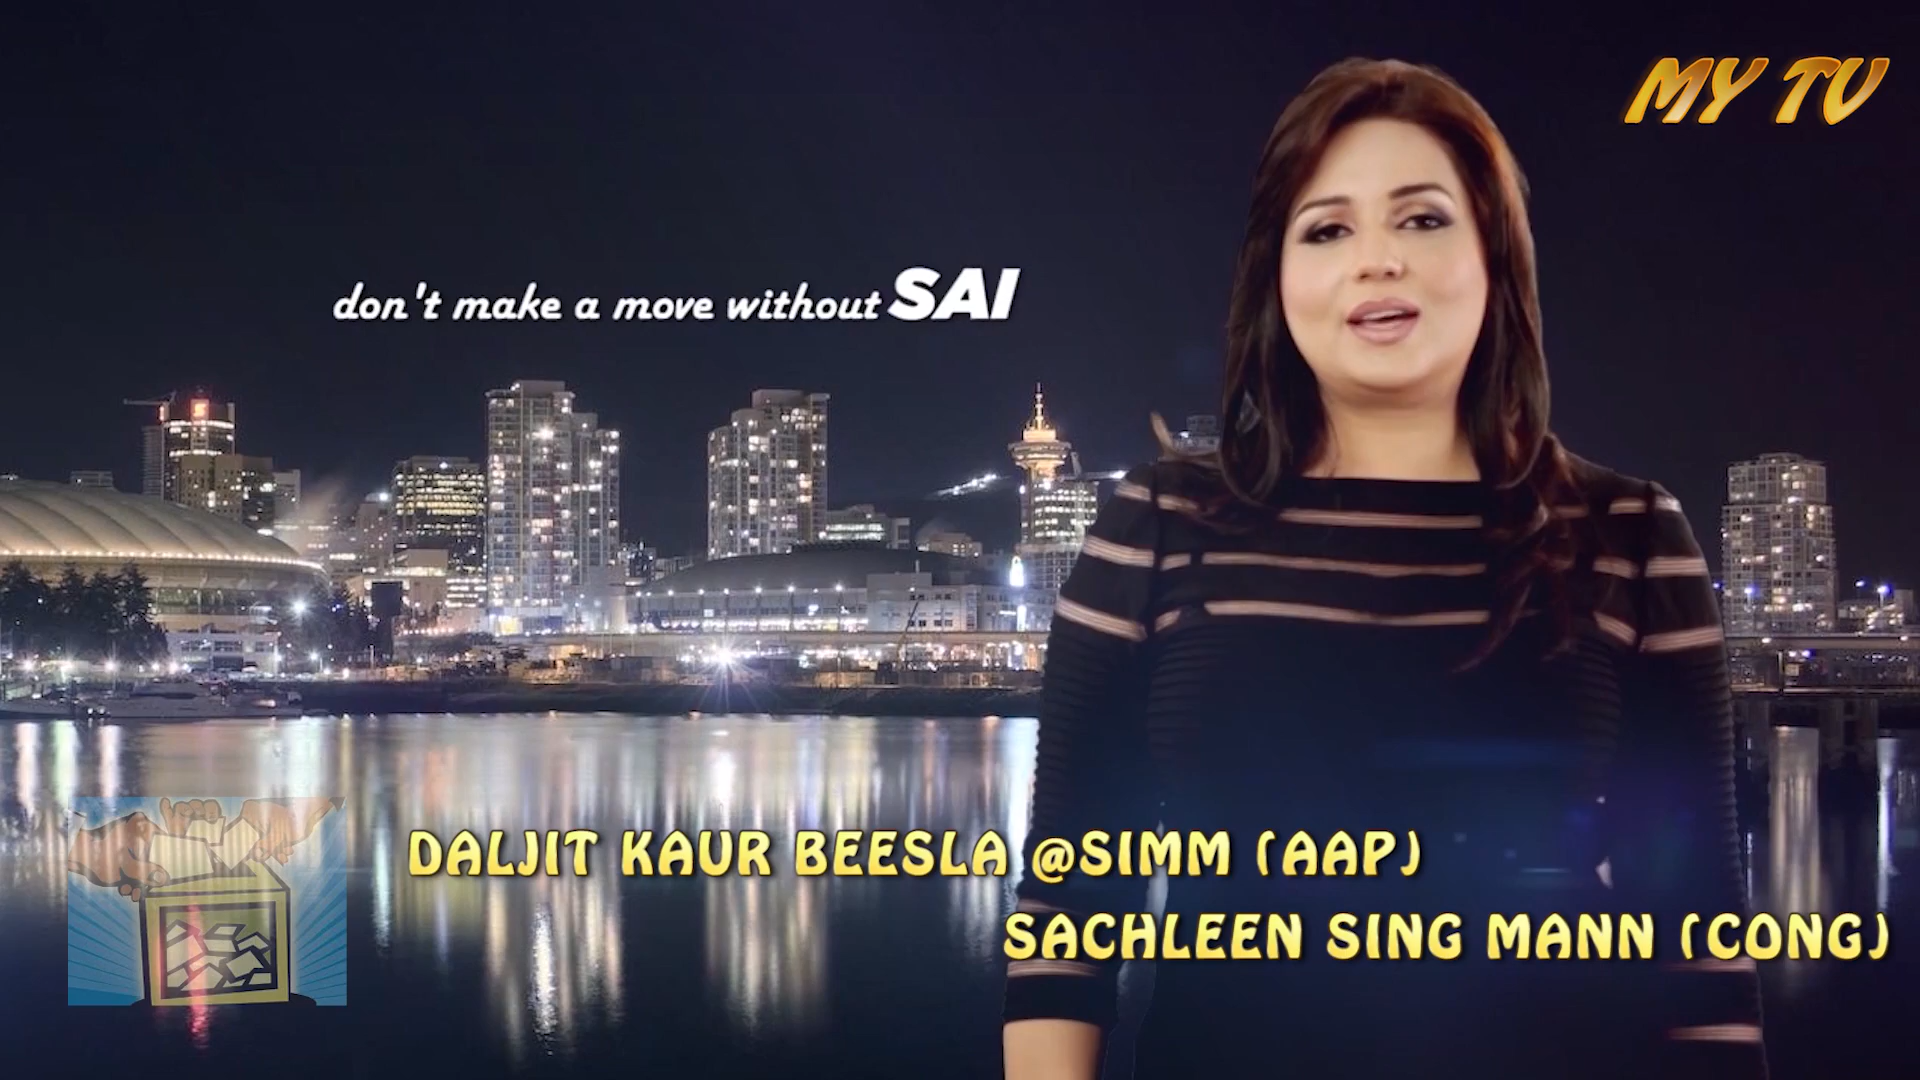 MY TV
don't make a move without SAI
DALJIT KAUR BEESLA @SIMM (AAP)
SACHLEEN SING MANN (CONG)